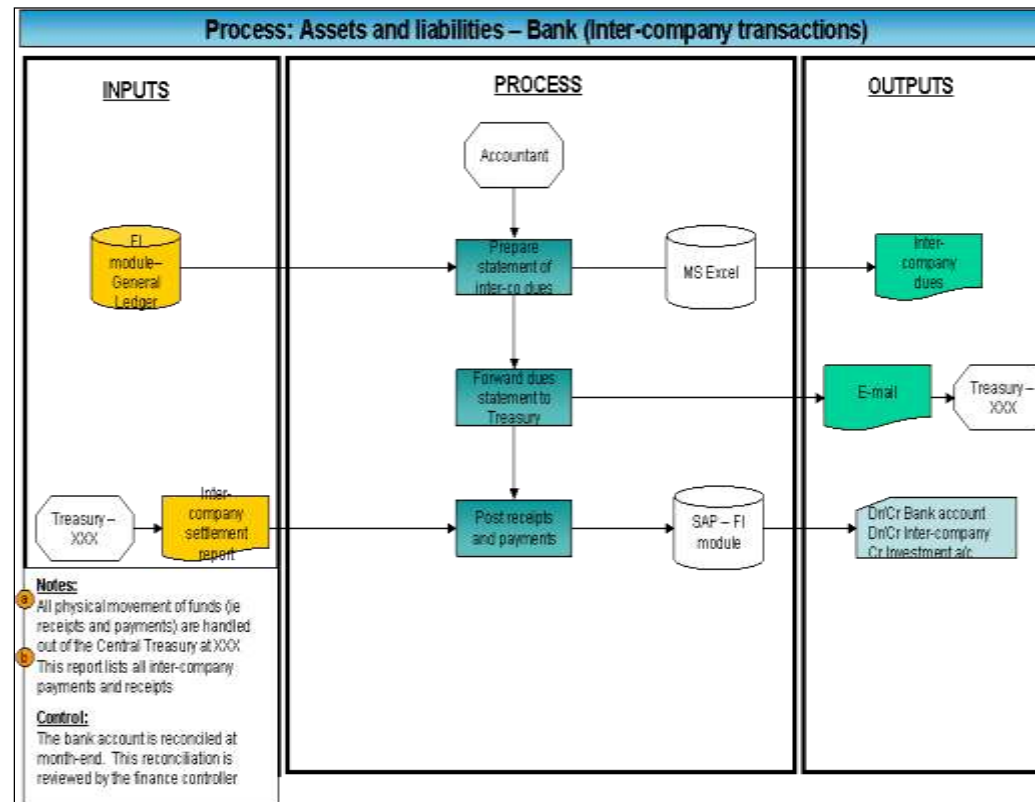 Process: Assets and liabilities – Bank (Inter-company transactions)
INPUTS
PROCESS
OUTPUTS
Accountant
FI
module–
General
Ledger
Prepare
statement of
inter-co dues
MS Excel
Inter-
company
dues
Forward dues
statement to
Treasury
E-mail
Treasury –
XXX
Treasury –
XXX
Inter-
company
settlement
report
Post receipts
and payments
SAP – FI
module
Dr/Cr Bank account
Dr/Cr Inter-company
Cr Investment a/c
Notes:
a
All physical movement of funds (ie
receipts and payments) are handled
out of the Central Treasury at XXX
b
This report lists all inter-company
payments and receipts
Control:
The bank account is reconciled at
month-end. This reconciliation is
reviewed by the finance controller